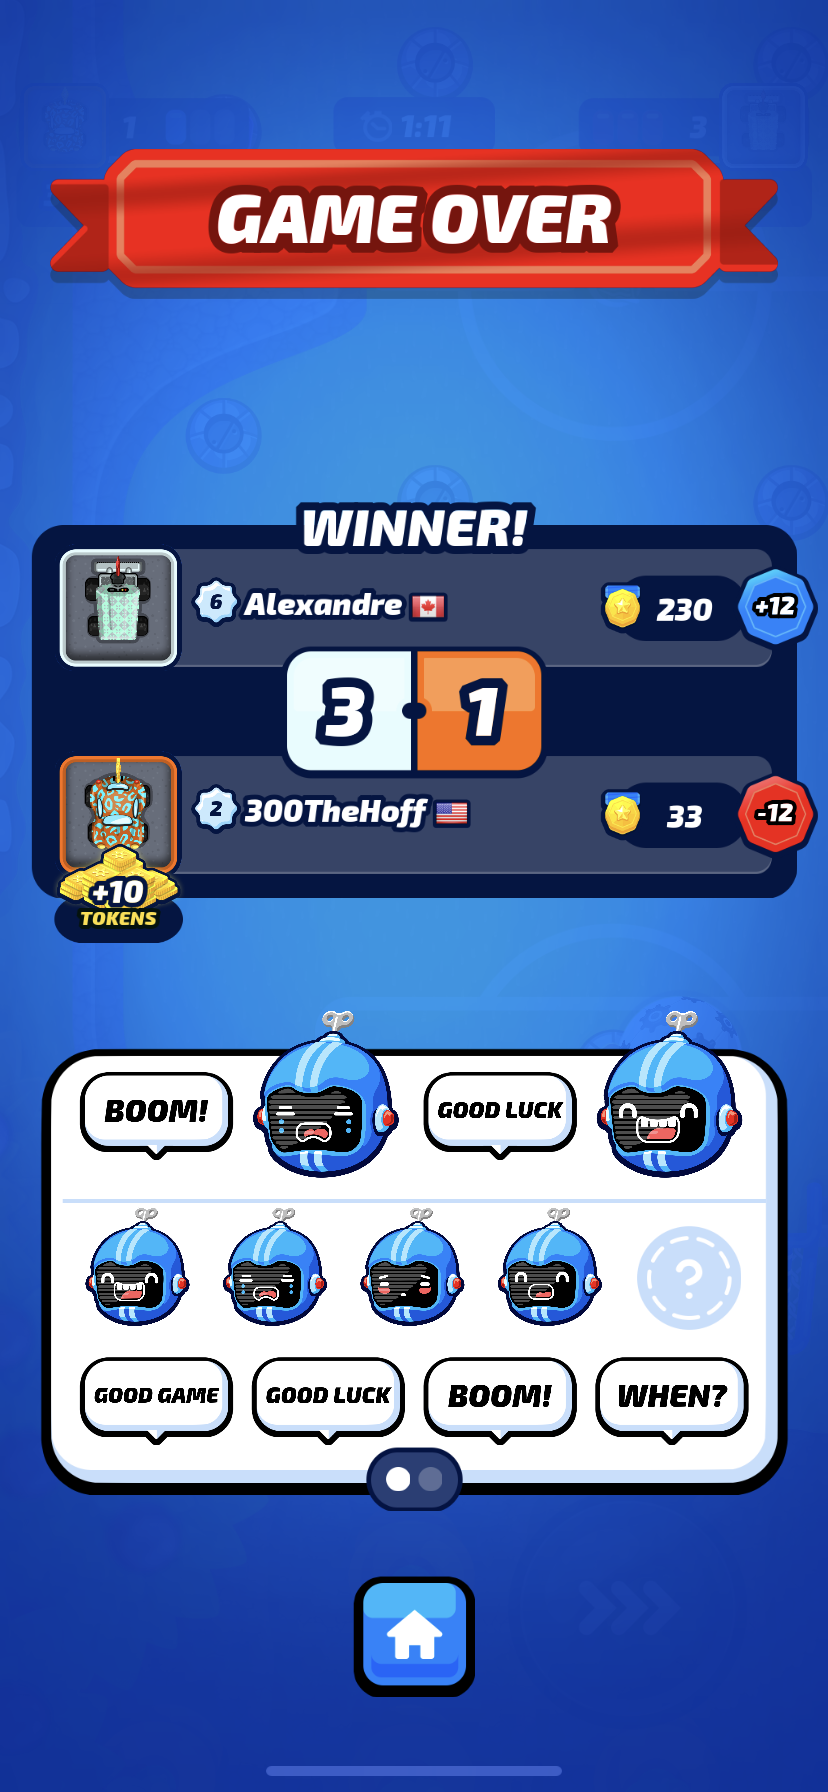 1
1:11
3
GAME OVER
WINNER!
6 Alexandre 230 +12
3 1
2 300TheHoff 33 -12
+10
TOKENS
BOOM! GOOD LUCK
?
GOOD GAME GOOD LUCK BOOM! WHEN?